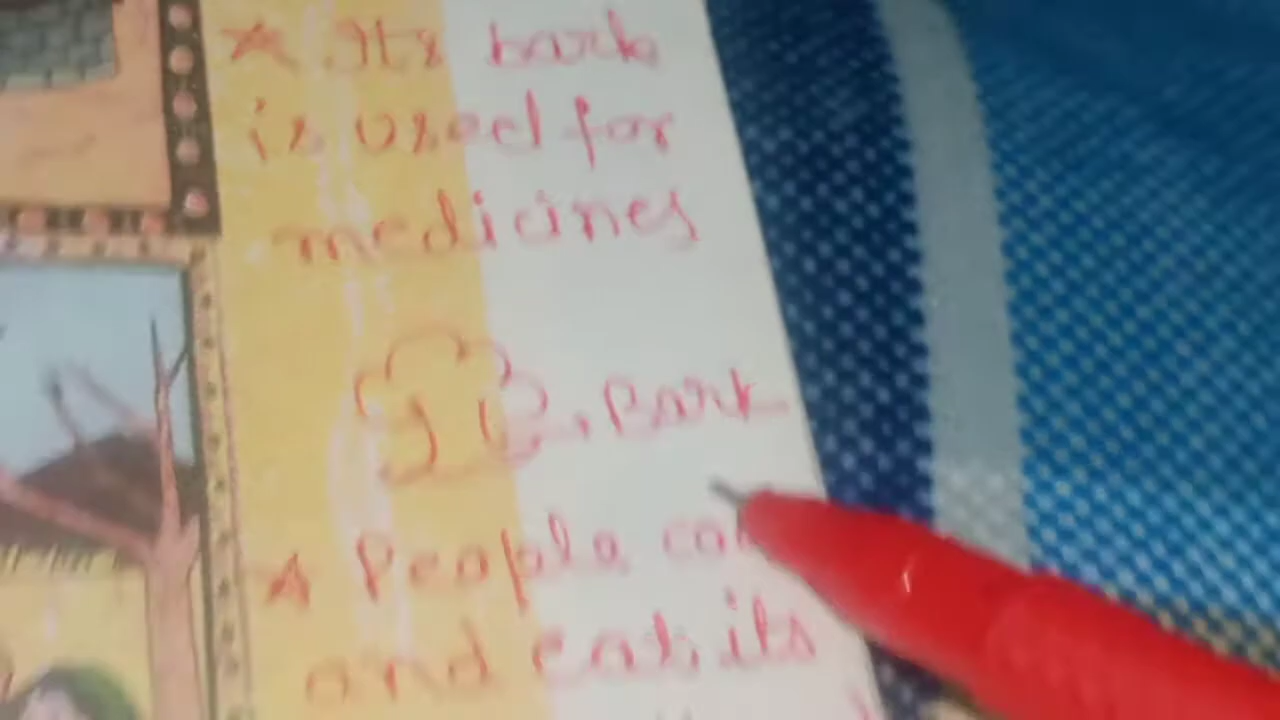 ★ Its bark
is used for
medicines
Bark
★ People
and eat its